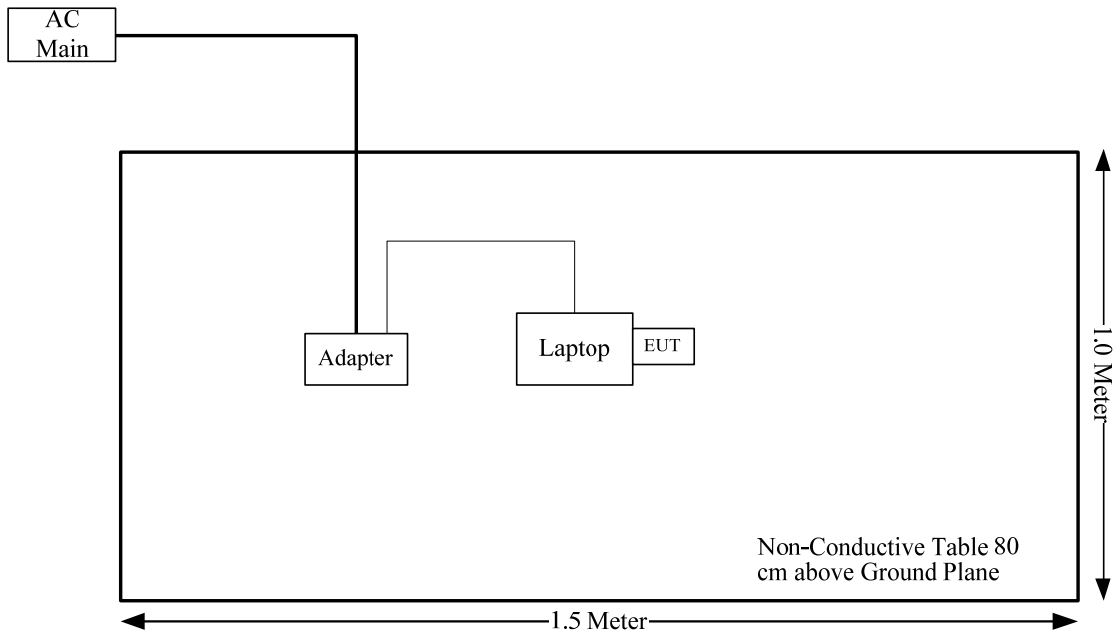 AC
Main
Adapter
Laptop
EUT
1.0 Meter
Non-Conductive Table 80
cm above Ground Plane
1.5 Meter